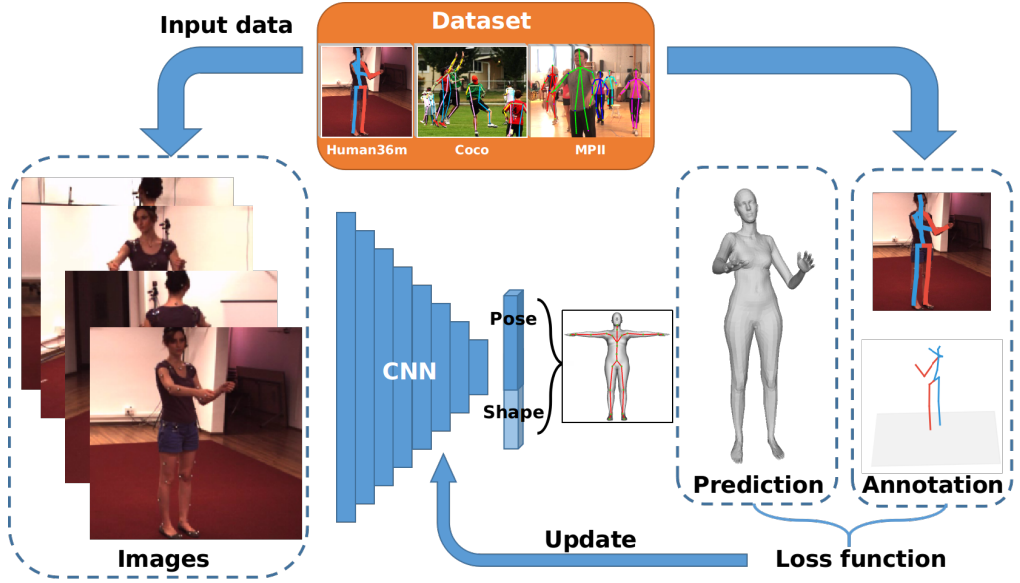 Input data
Dataset
Human36m
Coco
MPII
CNN
Pose
Shape
Prediction
Annotation
Images
Update
Loss function